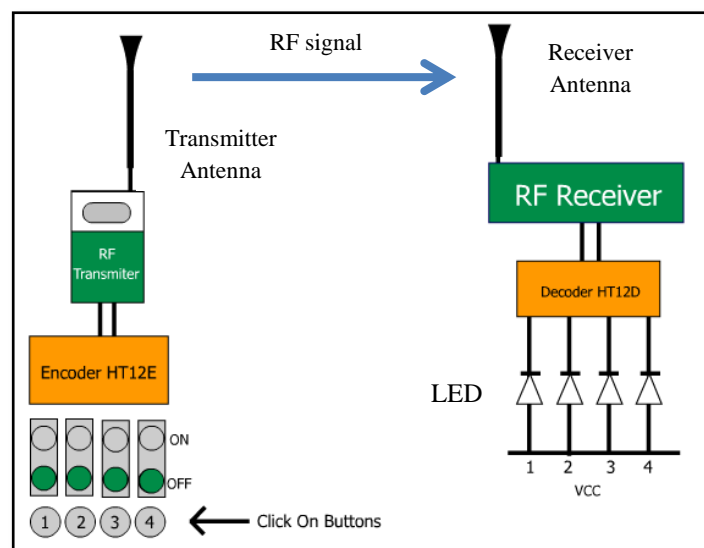 RF signal
Receiver
Antenna
Transmitter
Antenna
RF Receiver
RF
Transmiter
Decoder HT12D
Encoder HT12E
LED
ON
OFF
1 2 3 4
VCC
1 2 3 4
Click On Buttons